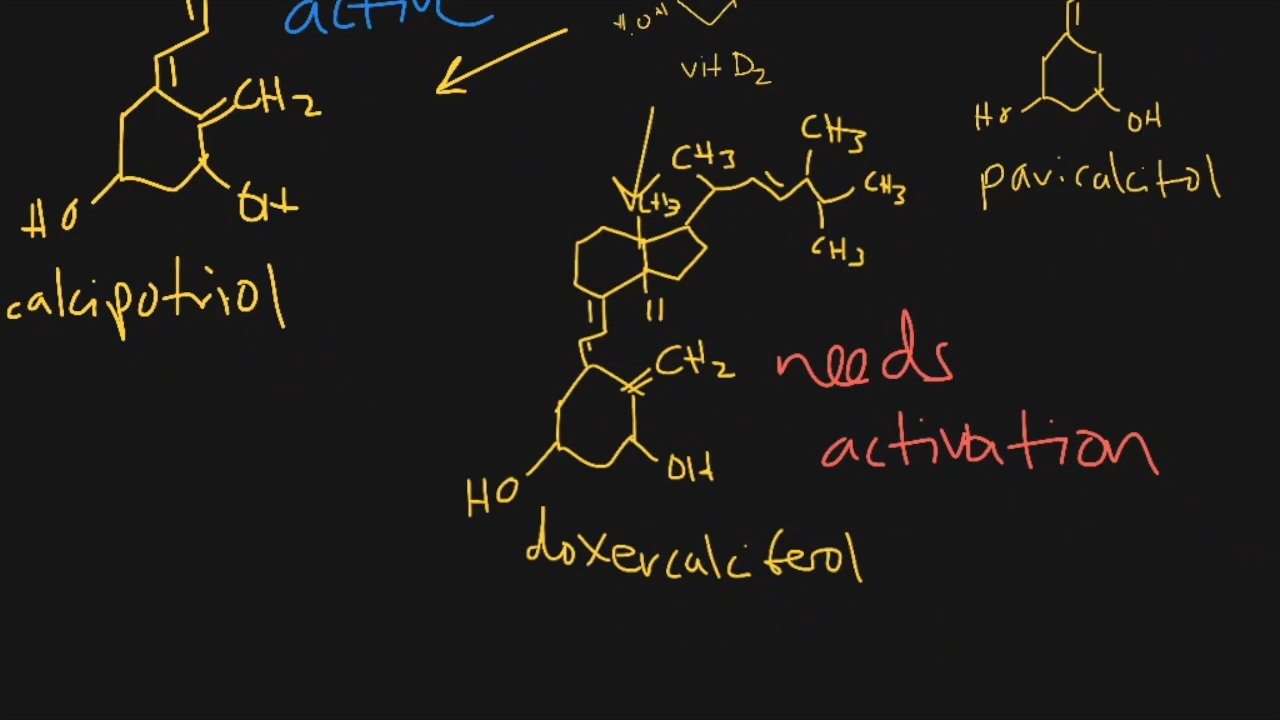 active
CH2
HO
OH
calcipotriol
vit D2
HO
OH
paricalcitol
CH3
CH3
CH3
CH3
CH3
H
CH2
HO
OH
doxercalciferol
needs
activation